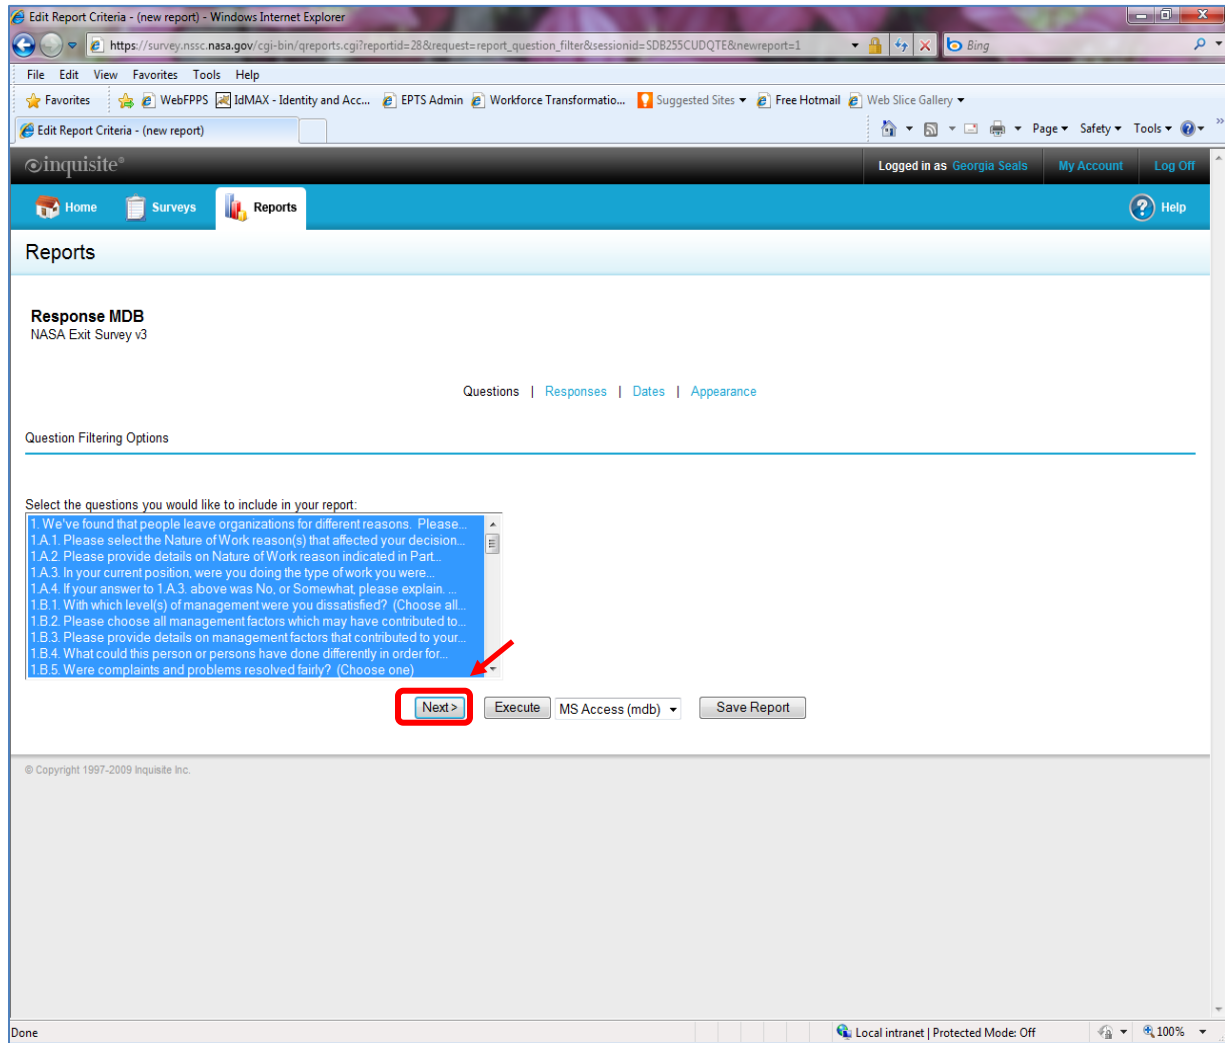 Edit Report Criteria - (new report) - Windows Internet Explorer
https://survey.nssc.nasa.gov/cgi-bin/qreports.cgi?reportid=28&request=report_question_filter&sessionid=SDB255CUDQTE&newreport=1
Bing
File Edit View Favorites Tools Help
Favorites WebFPPS IdMAX - Identity and Acc... EPTS Admin Workforce Transformatio... Suggested Sites Free Hotmail Web Slice Gallery
Edit Report Criteria - (new report) Page Safety Tools
inquisite® Logged in as Georgia Seals My Account Log Off
Home Surveys Reports Help
Reports
Response MDB
NASA Exit Survey v3
Questions | Responses | Dates | Appearance
Question Filtering Options
Select the questions you would like to include in your report:
1. We've found that people leave organizations for different reasons. Please...
1.A.1. Please select the Nature of Work reason(s) that affected your decision...
1.A.2. Please provide details on Nature of Work reason indicated in Part...
1.A.3. In your current position, were you doing the type of work you were...
1.A.4. If your answer to 1.A.3. above was No, or Somewhat, please explain. ...
1.B.1. With which level(s) of management were you dissatisfied? (Choose all...
1.B.2. Please choose all management factors which may have contributed to...
1.B.3. Please provide details on management factors that contributed to your...
1.B.4. What could this person or persons have done differently in order for...
1.B.5. Were complaints and problems resolved fairly? (Choose one)
Next > Execute MS Access (mdb) Save Report
© Copyright 1997-2009 Inquisite Inc.
Done Local intranet | Protected Mode: Off 100%